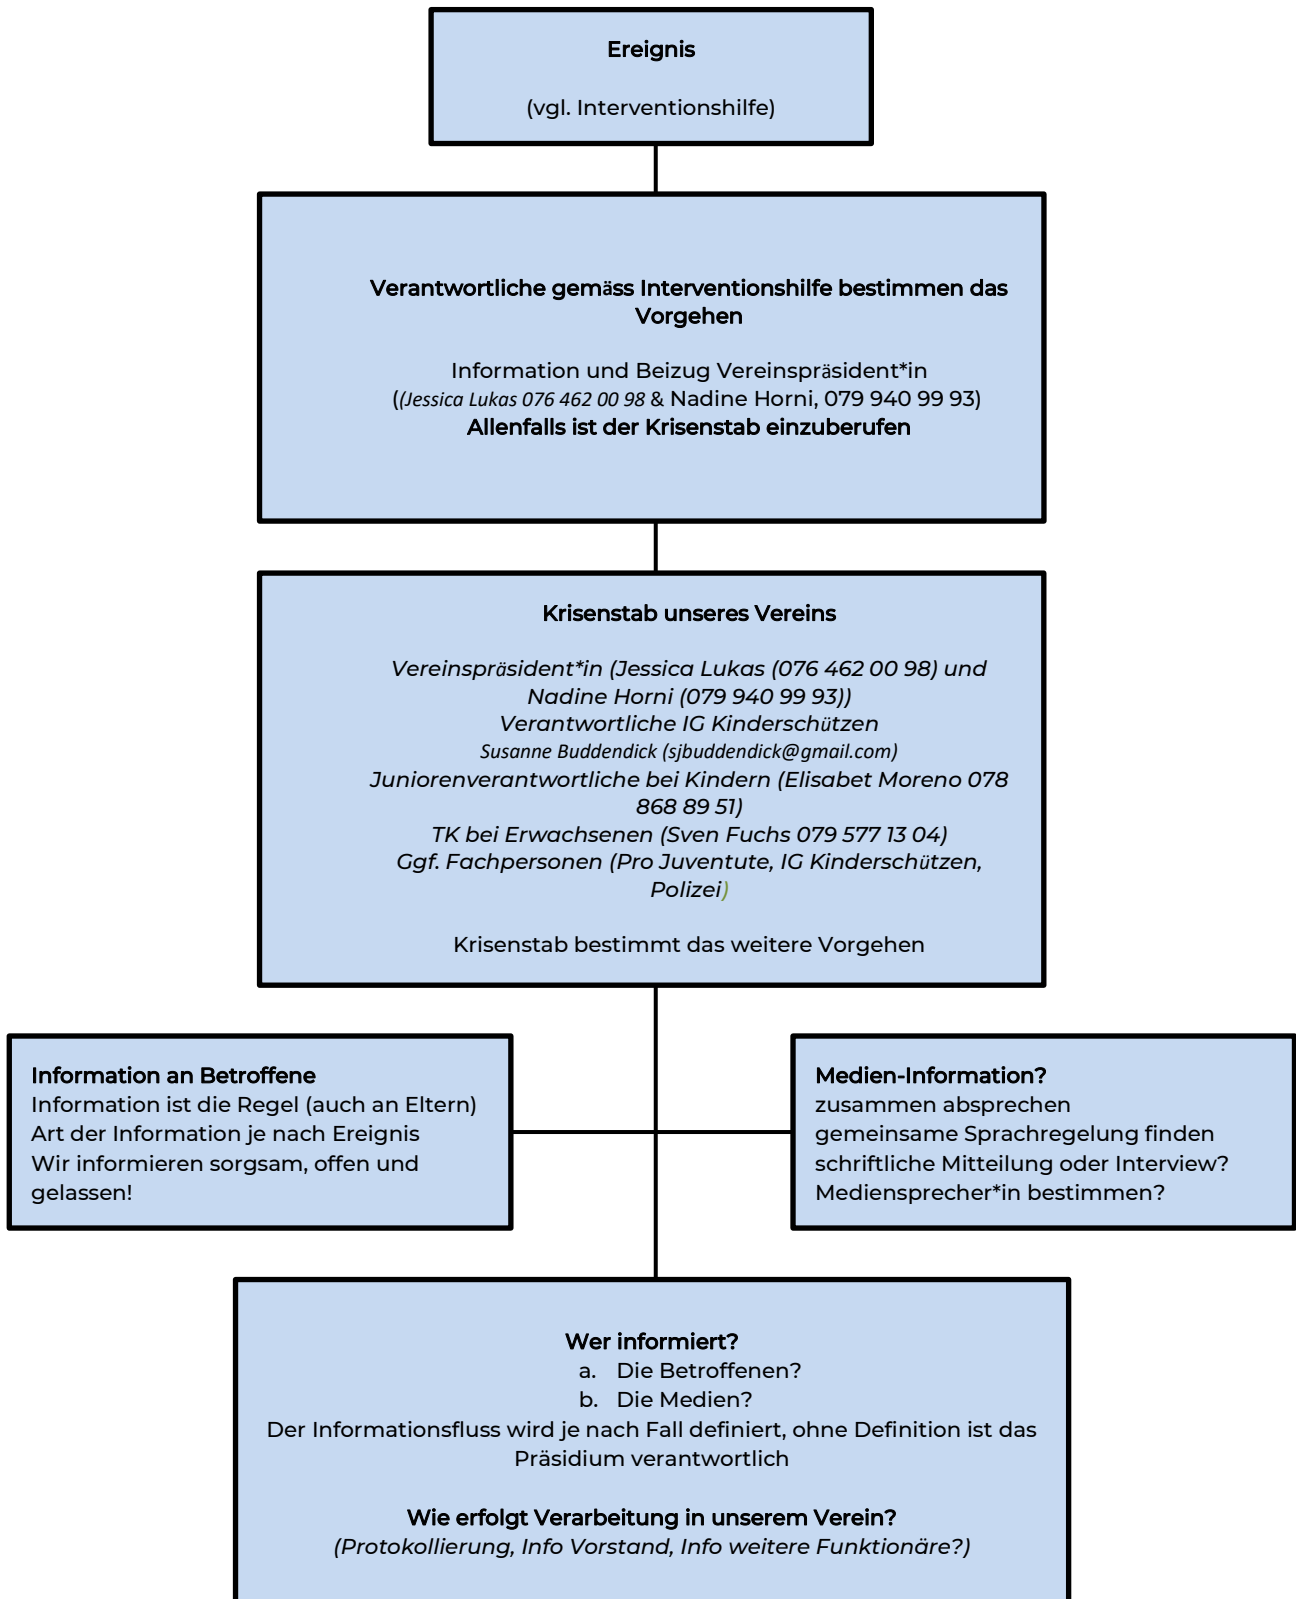 Ereignis
(vgl. Interventionshilfe)
Verantwortliche gemäss Interventionshilfe bestimmen das
Vorgehen
Information und Beizug Vereinspräsident*in
((Jessica Lukas 076 462 00 98 & Nadine Horni, 079 940 99 93)
Allenfalls ist der Krisenstab einzuberufen
Krisenstab unseres Vereins
Vereinspräsident*in (Jessica Lukas (076 462 00 98) und
Nadine Horni (079 940 99 93))
Verantwortliche IG Kinderschützen
Susanne Buddendick (sjbuddendick@gmail.com)
Juniorenverantwortliche bei Kindern (Elisabet Moreno 078
868 89 51)
TK bei Erwachsenen (Sven Fuchs 079 577 13 04)
Ggf. Fachpersonen (Pro Juventute, IG Kinderschützen,
Polizei)
Krisenstab bestimmt das weitere Vorgehen
Information an Betroffene
Information ist die Regel (auch an Eltern)
Art der Information je nach Ereignis
Wir informieren sorgsam, offen und
gelassen!
Medien-Information?
zusammen absprechen
gemeinsame Sprachregelung finden
schriftliche Mitteilung oder Interview?
Mediensprecher*in bestimmen?
Wer informiert?
a. Die Betroffenen?
b. Die Medien?
Der Informationsfluss wird je nach Fall definiert, ohne Definition ist das
Präsidium verantwortlich
Wie erfolgt Verarbeitung in unserem Verein?
(Protokollierung, Info Vorstand, Info weitere Funktionäre?)